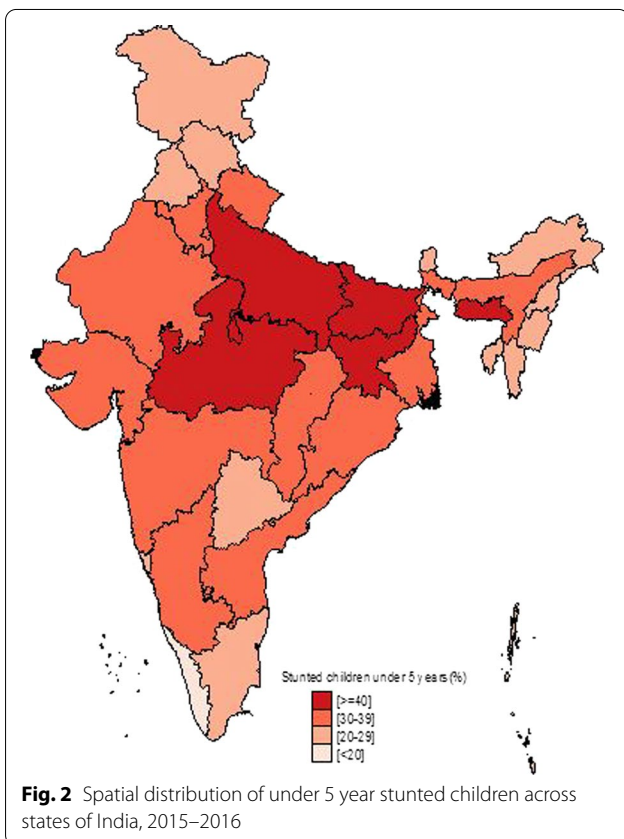 Stunted children under 5 years (%)
[>=40]
[30-39]
[20-29]
[<20]
Fig. 2 Spatial distribution of under 5 year stunted children across
states of India, 2015–2016